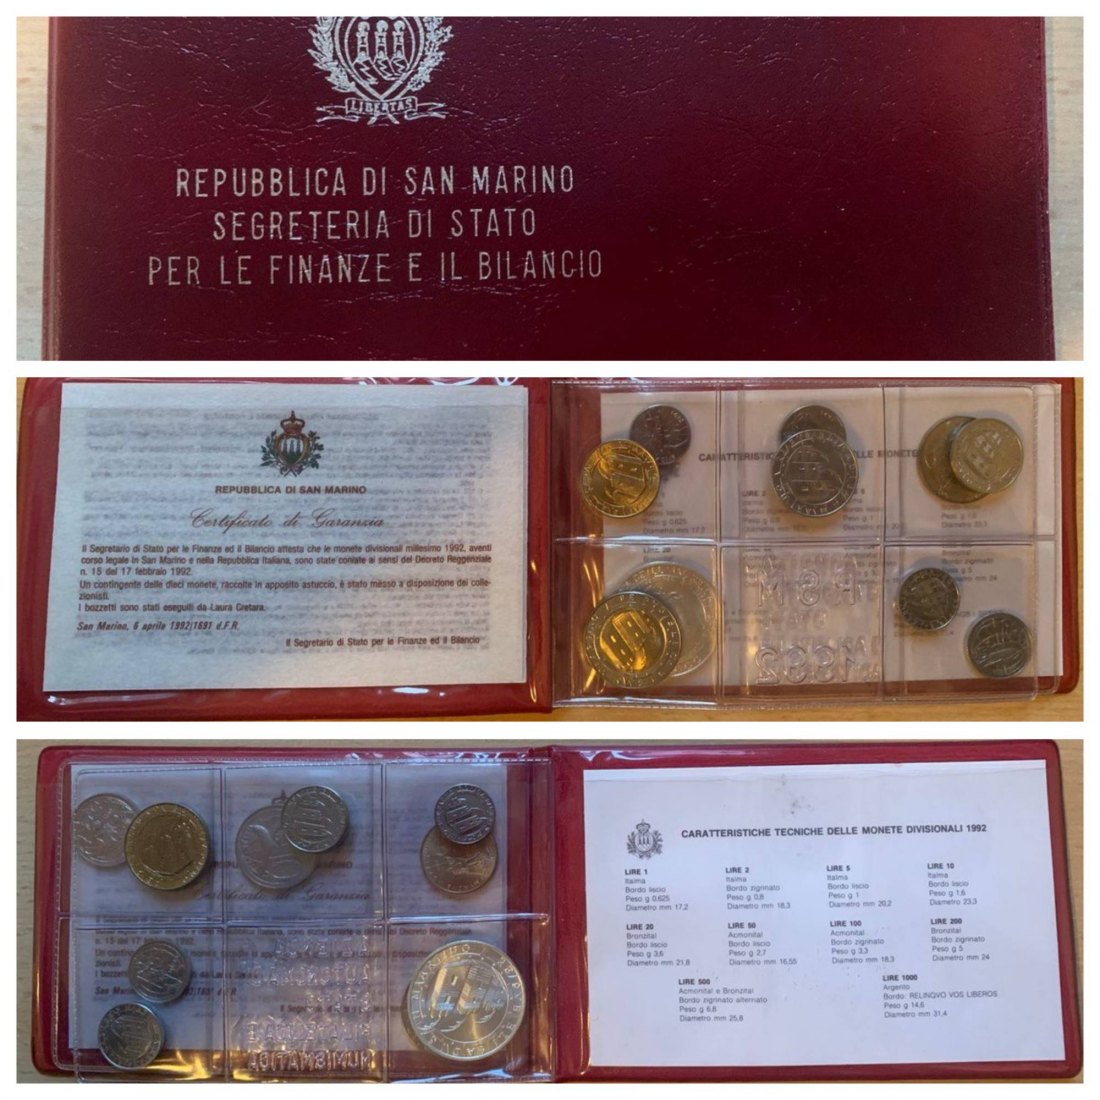 LIBERTAS
REPUBBLICA DI SAN MARINO
SEGRETERIA DI STATO
PER LE FINANZE E IL BILANCIO
REPUBBLICA DI SAN MARINO
Certificato di Garanzia
Il Segretario di Stato per le Finanze ed il Bilancio attesta che le monete divisionali millesimo 1992, aventi
corso legale in San Marino e nella Repubblica Italiana, sono state coniate ai sensi del Decreto Reggenziale
n. 15 del 17 febbraio 1992.
Un contingente delle dieci monete, raccolte in apposito astuccio, è stato messo a disposizione dei colle-
zionisti.
I bozzetti sono stati eseguiti da Laura Cretara.
San Marino, 6 aprile 1992/1691 d.F.R.
Il Segretario di Stato per le Finanze ed il Bilancio
CARATTERISTICHE TECNICHE DELLE MONETE DIVISIONALI 1992
LIRE 1
Italma
Bordo liscio
Peso g 0,625
Diametro mm 17,2
LIRE 2
Italma
Bordo zigrinato
Peso g 0,8
Diametro mm 18,3
LIRE 5
Italma
Bordo liscio
Peso g 1
Diametro mm 20,2
LIRE 10
Italma
Bordo liscio
Peso g 1,6
Diametro mm 23,3
LIRE 20
Bronzital
Bordo liscio
Peso g 3,6
Diametro mm 21,8
LIRE 50
Acmonital
Bordo liscio
Peso g 2,7
Diametro mm 16,55
LIRE 100
Acmonital
Bordo zigrinato
Peso g 3,3
Diametro mm 18,3
LIRE 200
Bronzital
Bordo zigrinato
Peso g 5
Diametro mm 24
LIRE 500
Acmonital e Bronzital
Bordo zigrinato alternato
Peso g 6,8
Diametro mm 25,8
LIRE 1000
Argento
Bordo: RELINQVO VOS LIBEROS
Peso g 14,6
Diametro mm 31,4